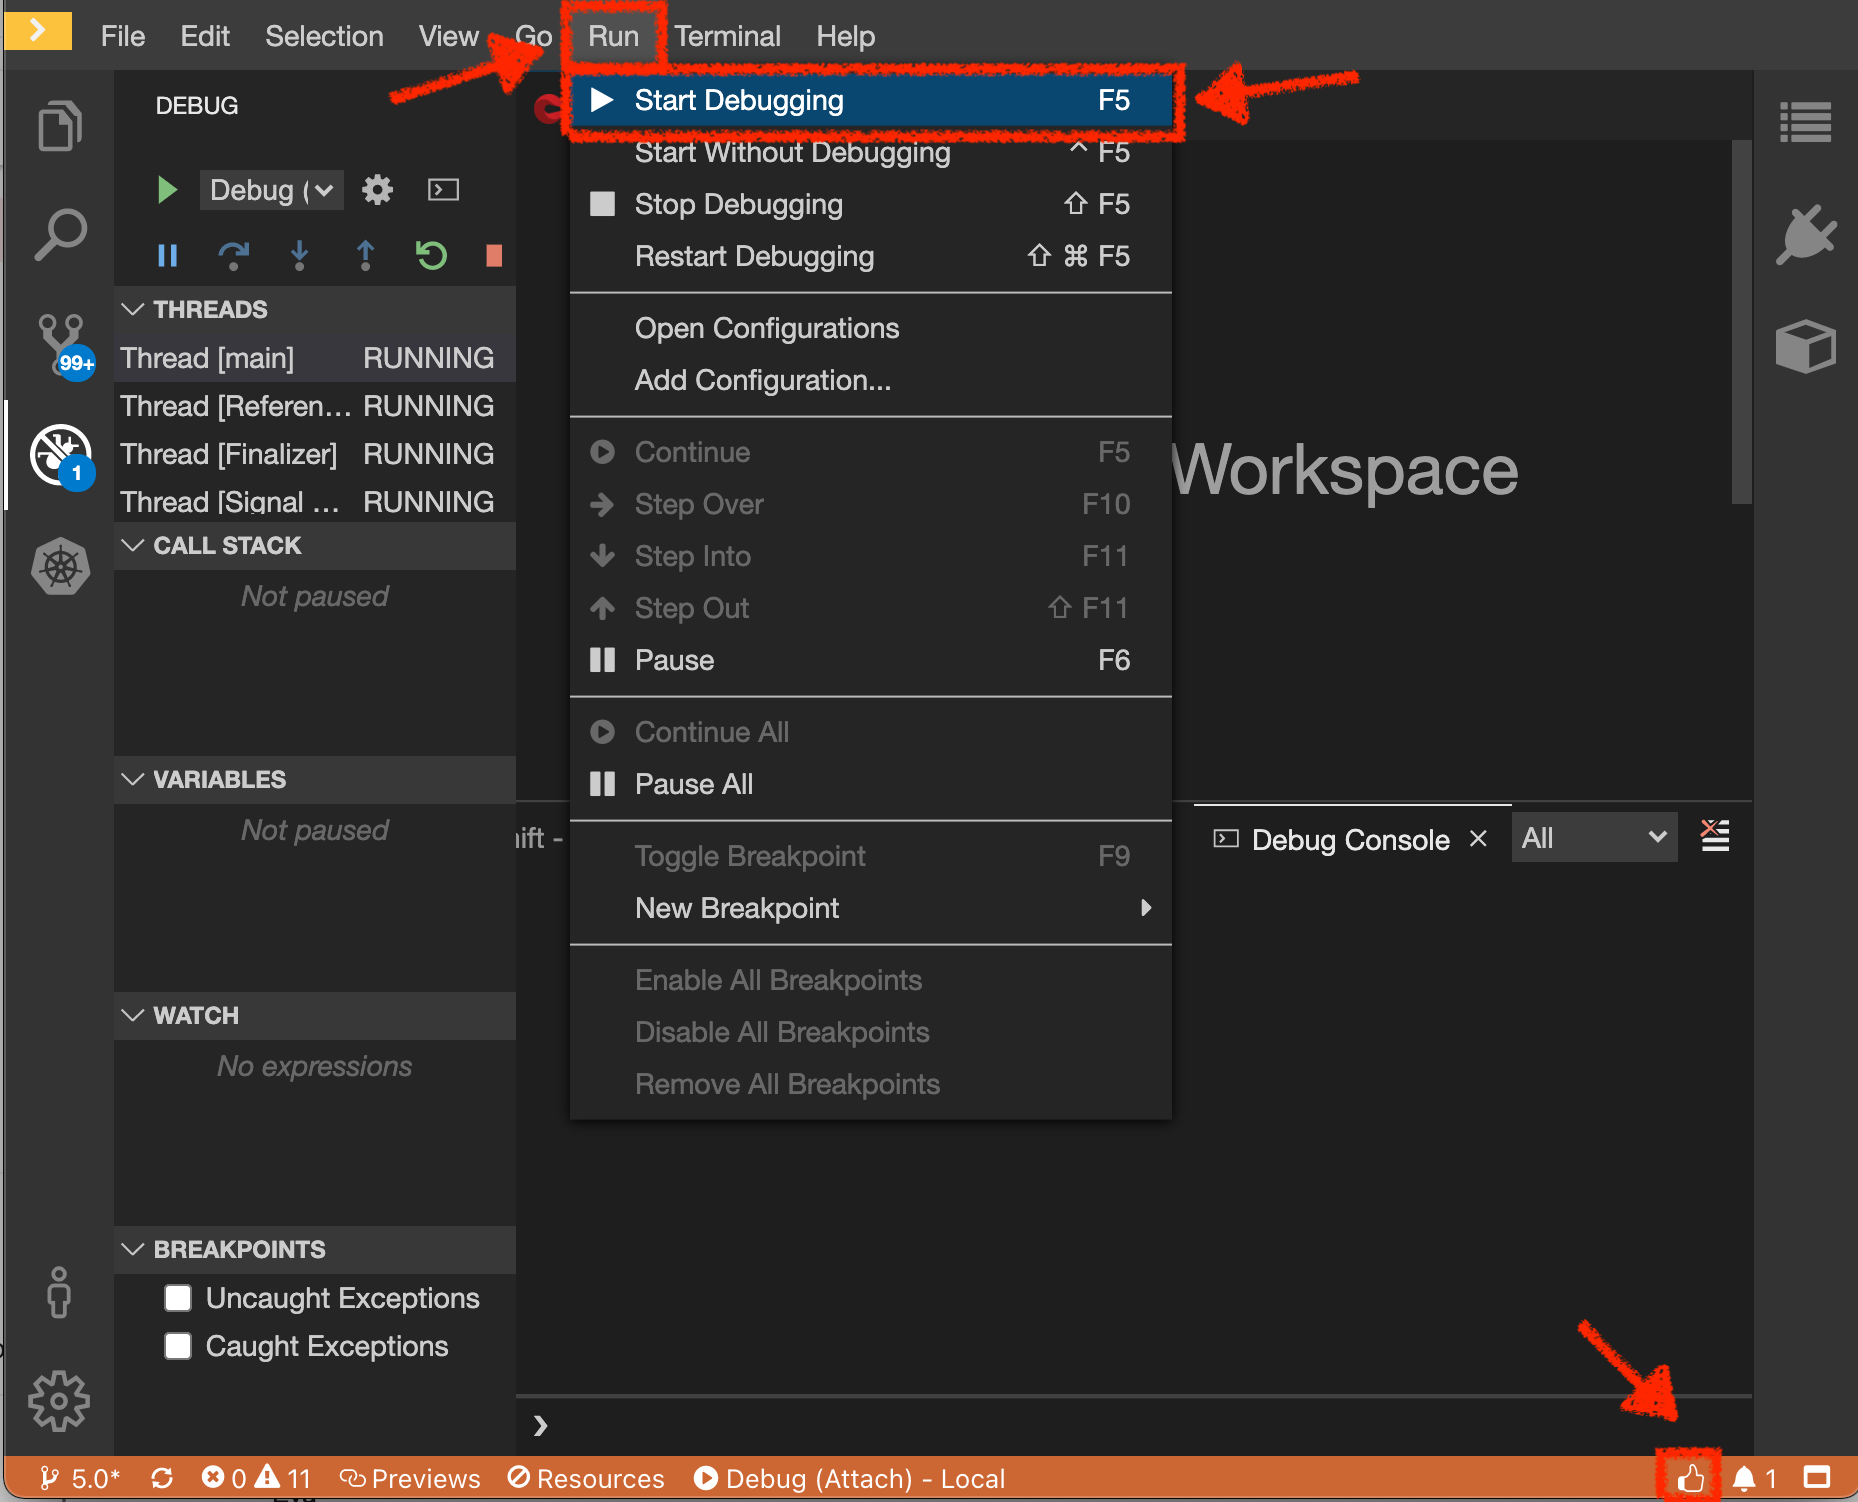 File Edit Selection View Go Run Terminal Help
DEBUG
Debug (
THREADS
Thread [main] RUNNING
Thread [Referen... RUNNING
Thread [Finalizer] RUNNING
Thread [Signal ... RUNNING
CALL STACK
Not paused
VARIABLES
Not paused
WATCH
No expressions
BREAKPOINTS
Uncaught Exceptions
Caught Exceptions
99+
1
Start Debugging F5
Start Without Debugging ^ F5
Stop Debugging ⇧ F5
Restart Debugging ⇧ ⌘ F5
Open Configurations
Add Configuration...
Continue F5
Step Over F10
Step Into F11
Step Out ⇧ F11
Pause F6
Continue All
Pause All
Toggle Breakpoint F9
New Breakpoint
Enable All Breakpoints
Disable All Breakpoints
Remove All Breakpoints
Workspace
ift -
Debug Console × All
5.0* 0 11 Previews Resources Debug (Attach) - Local 1